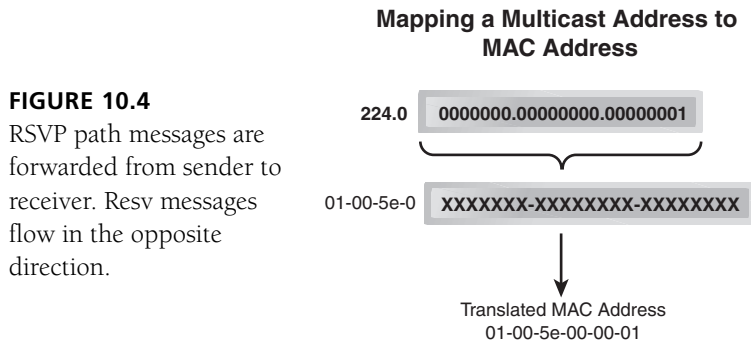 Mapping a Multicast Address to
MAC Address
FIGURE 10.4
RSVP path messages are
forwarded from sender to
receiver. Resv messages
flow in the opposite
direction.
224.0 0000000.00000000.00000001
01-00-5e-0 XXXXXXX-XXXXXXXX-XXXXXXXX
Translated MAC Address
01-00-5e-00-00-01